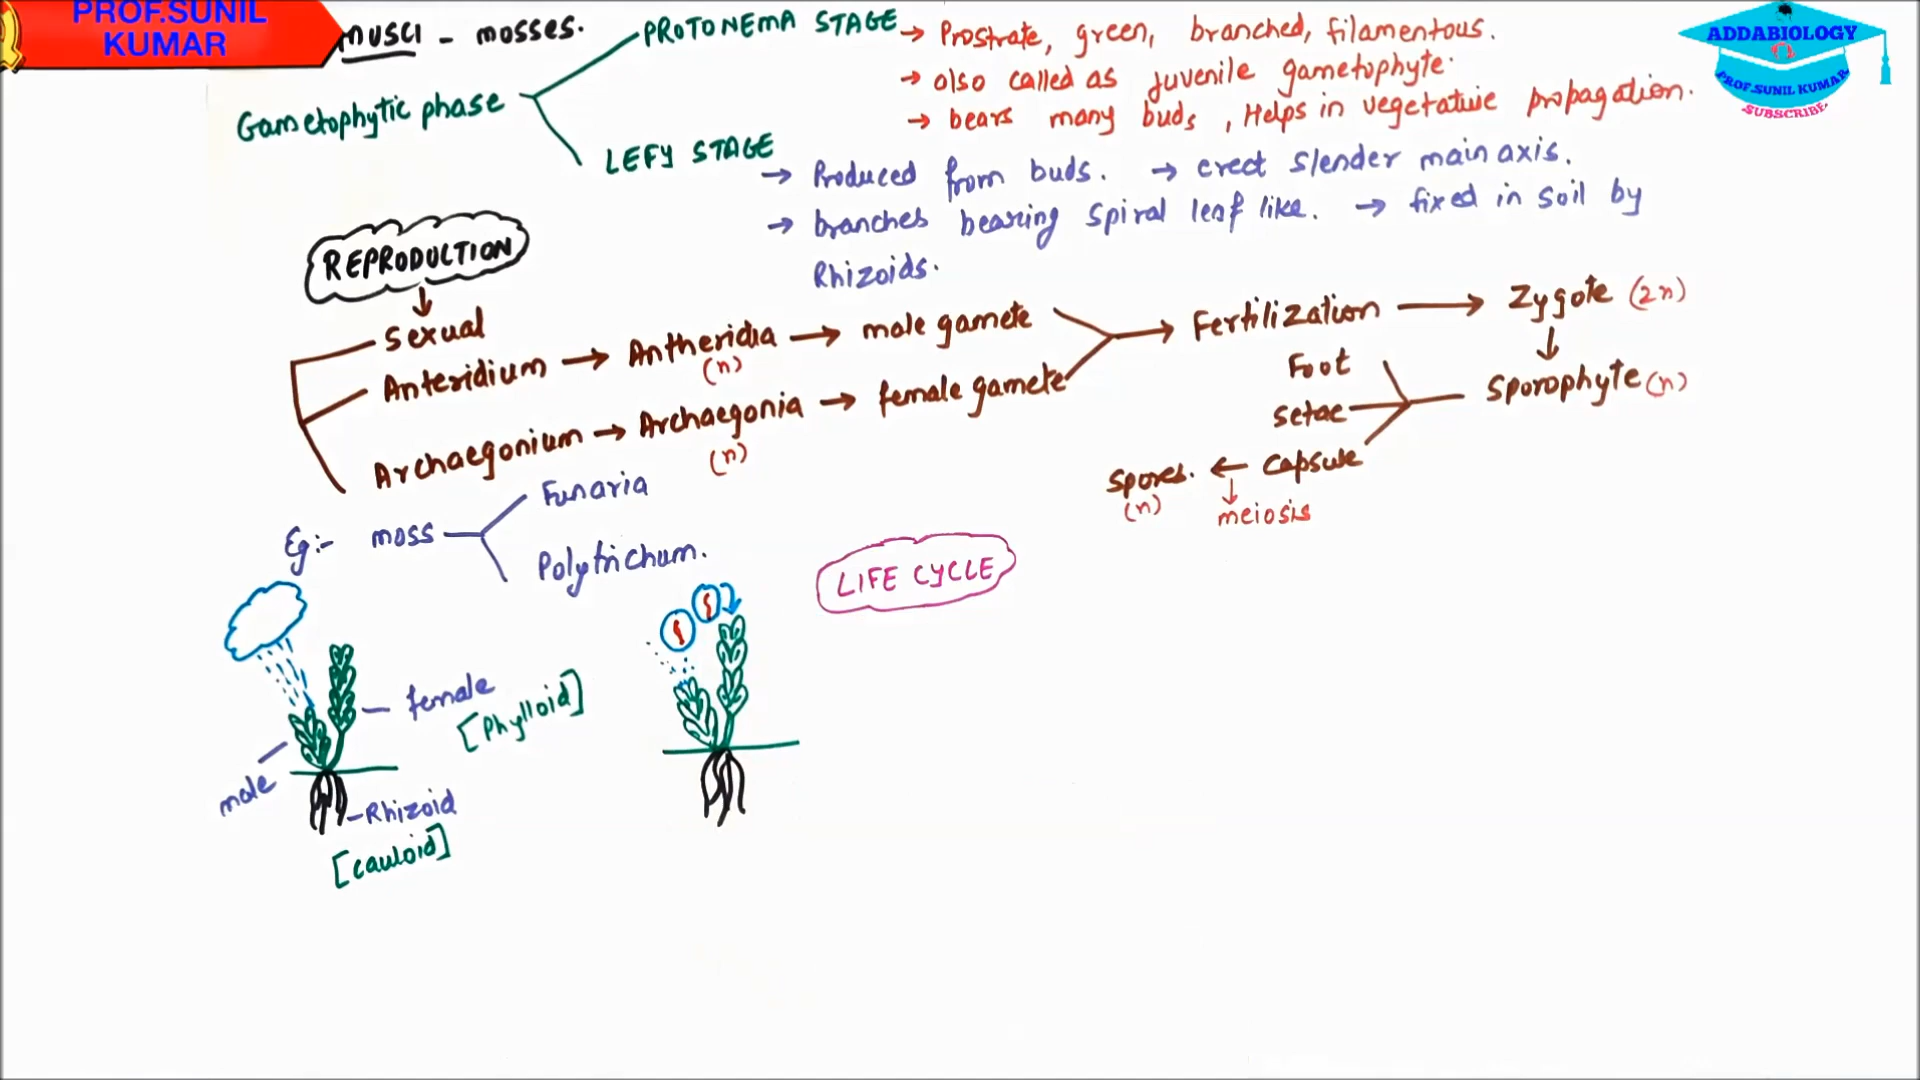 PROF.SUNIL
KUMAR
MUSCI - mosses.
Gametophytic phase
PROTONEMA STAGE
→ Prostrate, green, branched, filamentous.
→ also called as juvenile gametophyte.
→ bears many buds, Helps in vegetative propagation.
LEFY STAGE
→ Produced from buds. → erect slender main axis.
→ branches bearing spiral leaf like. → fixed in soil by
Rhizoids.
ADDABIOLOGY
PROF.SUNIL KUMAR
SUBSCRIBE
REPRODUCTION
Sexual
Anteridium → Antheridia → male gamete
(n)
Archaegonium → Archaegonia → female gamete
(n)
→ Fertilization → Zygote (2n)
Sporophyte (n)
Foot
Setae
Capsule
Spores. ←
(n)
meiosis
Eg:- moss
Funaria
Polytrichum.
LIFE CYCLE
female
[Phylloid]
male
Rhizoid
[cauloid]